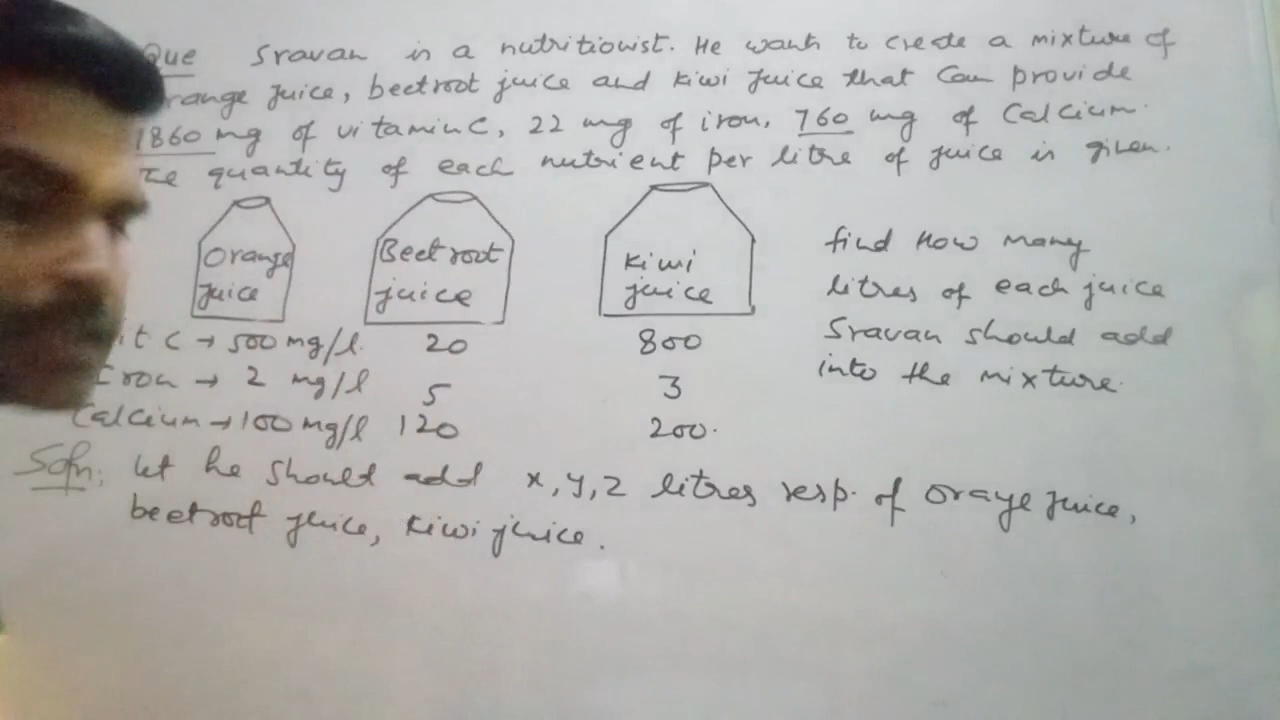 Que Sravan is a nutritionist. He wants to create a mixture of
range Juice, beetroot juice and kiwi Juice that can provide
1860 mg of vitamin C, 22 mg of iron, 760 mg of Calcium.
quantity of each nutrient per litre of juice is given.
Orange Juice
Beetroot juice
kiwi juice
find How many
litres of each juice
Sravan should add
into the mixture.
it C → 500 mg/l. 20 800
Iron → 2 mg/l 5 3
Calcium → 100 mg/l 120 200.
Soln: let he should add x, y, z litres resp. of orange juice,
beetroot juice, kiwi juice.